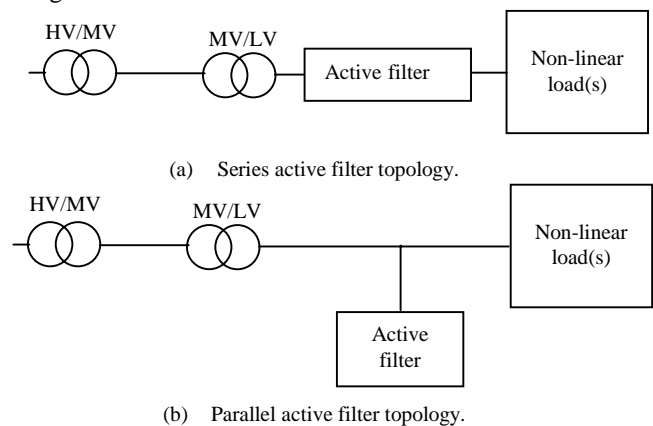 HV/MV
MV/LV
Active filter
Non-linear
load(s)
(a) Series active filter topology.
HV/MV
MV/LV
Non-linear
load(s)
Active
filter
(b) Parallel active filter topology.